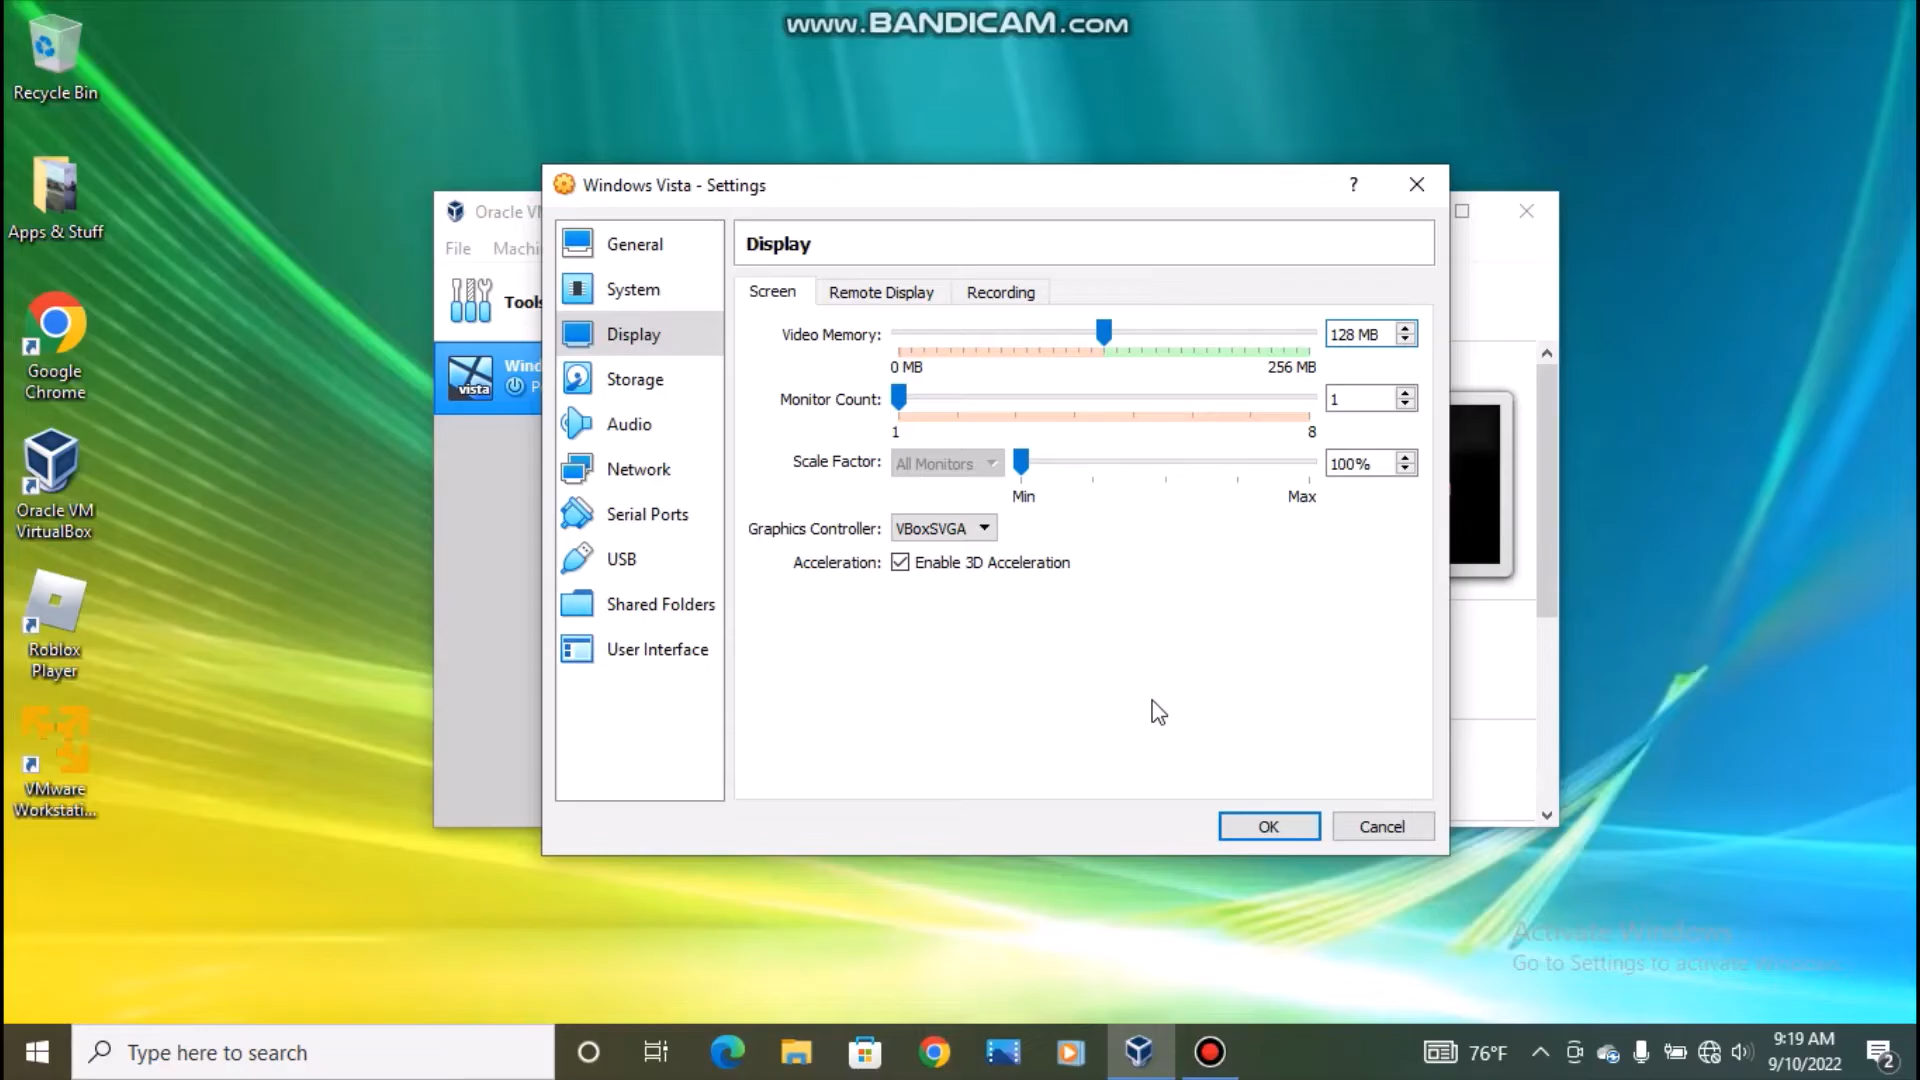 www.BANDICAM.com
Recycle Bin
Apps & Stuff
Google
Chrome
Oracle VM
VirtualBox
Roblox
Player
VMware
Workstati...
Oracle VM
File
Machi
Tools
Wind
vista
P
Windows Vista - Settings
?
General
System
Display
Storage
Audio
Network
Serial Ports
USB
Shared Folders
User Interface
Display
Screen
Remote Display
Recording
Video Memory:
128 MB
0 MB
256 MB
Monitor Count:
1
1
8
Scale Factor:
All Monitors
100%
Min
Max
Graphics Controller:
VBoxSVGA
Acceleration:
Enable 3D Acceleration
OK
Cancel
Activate Windows
Go to Settings to activate Windows.
Type here to search
76°F
9:19 AM
9/10/2022
2